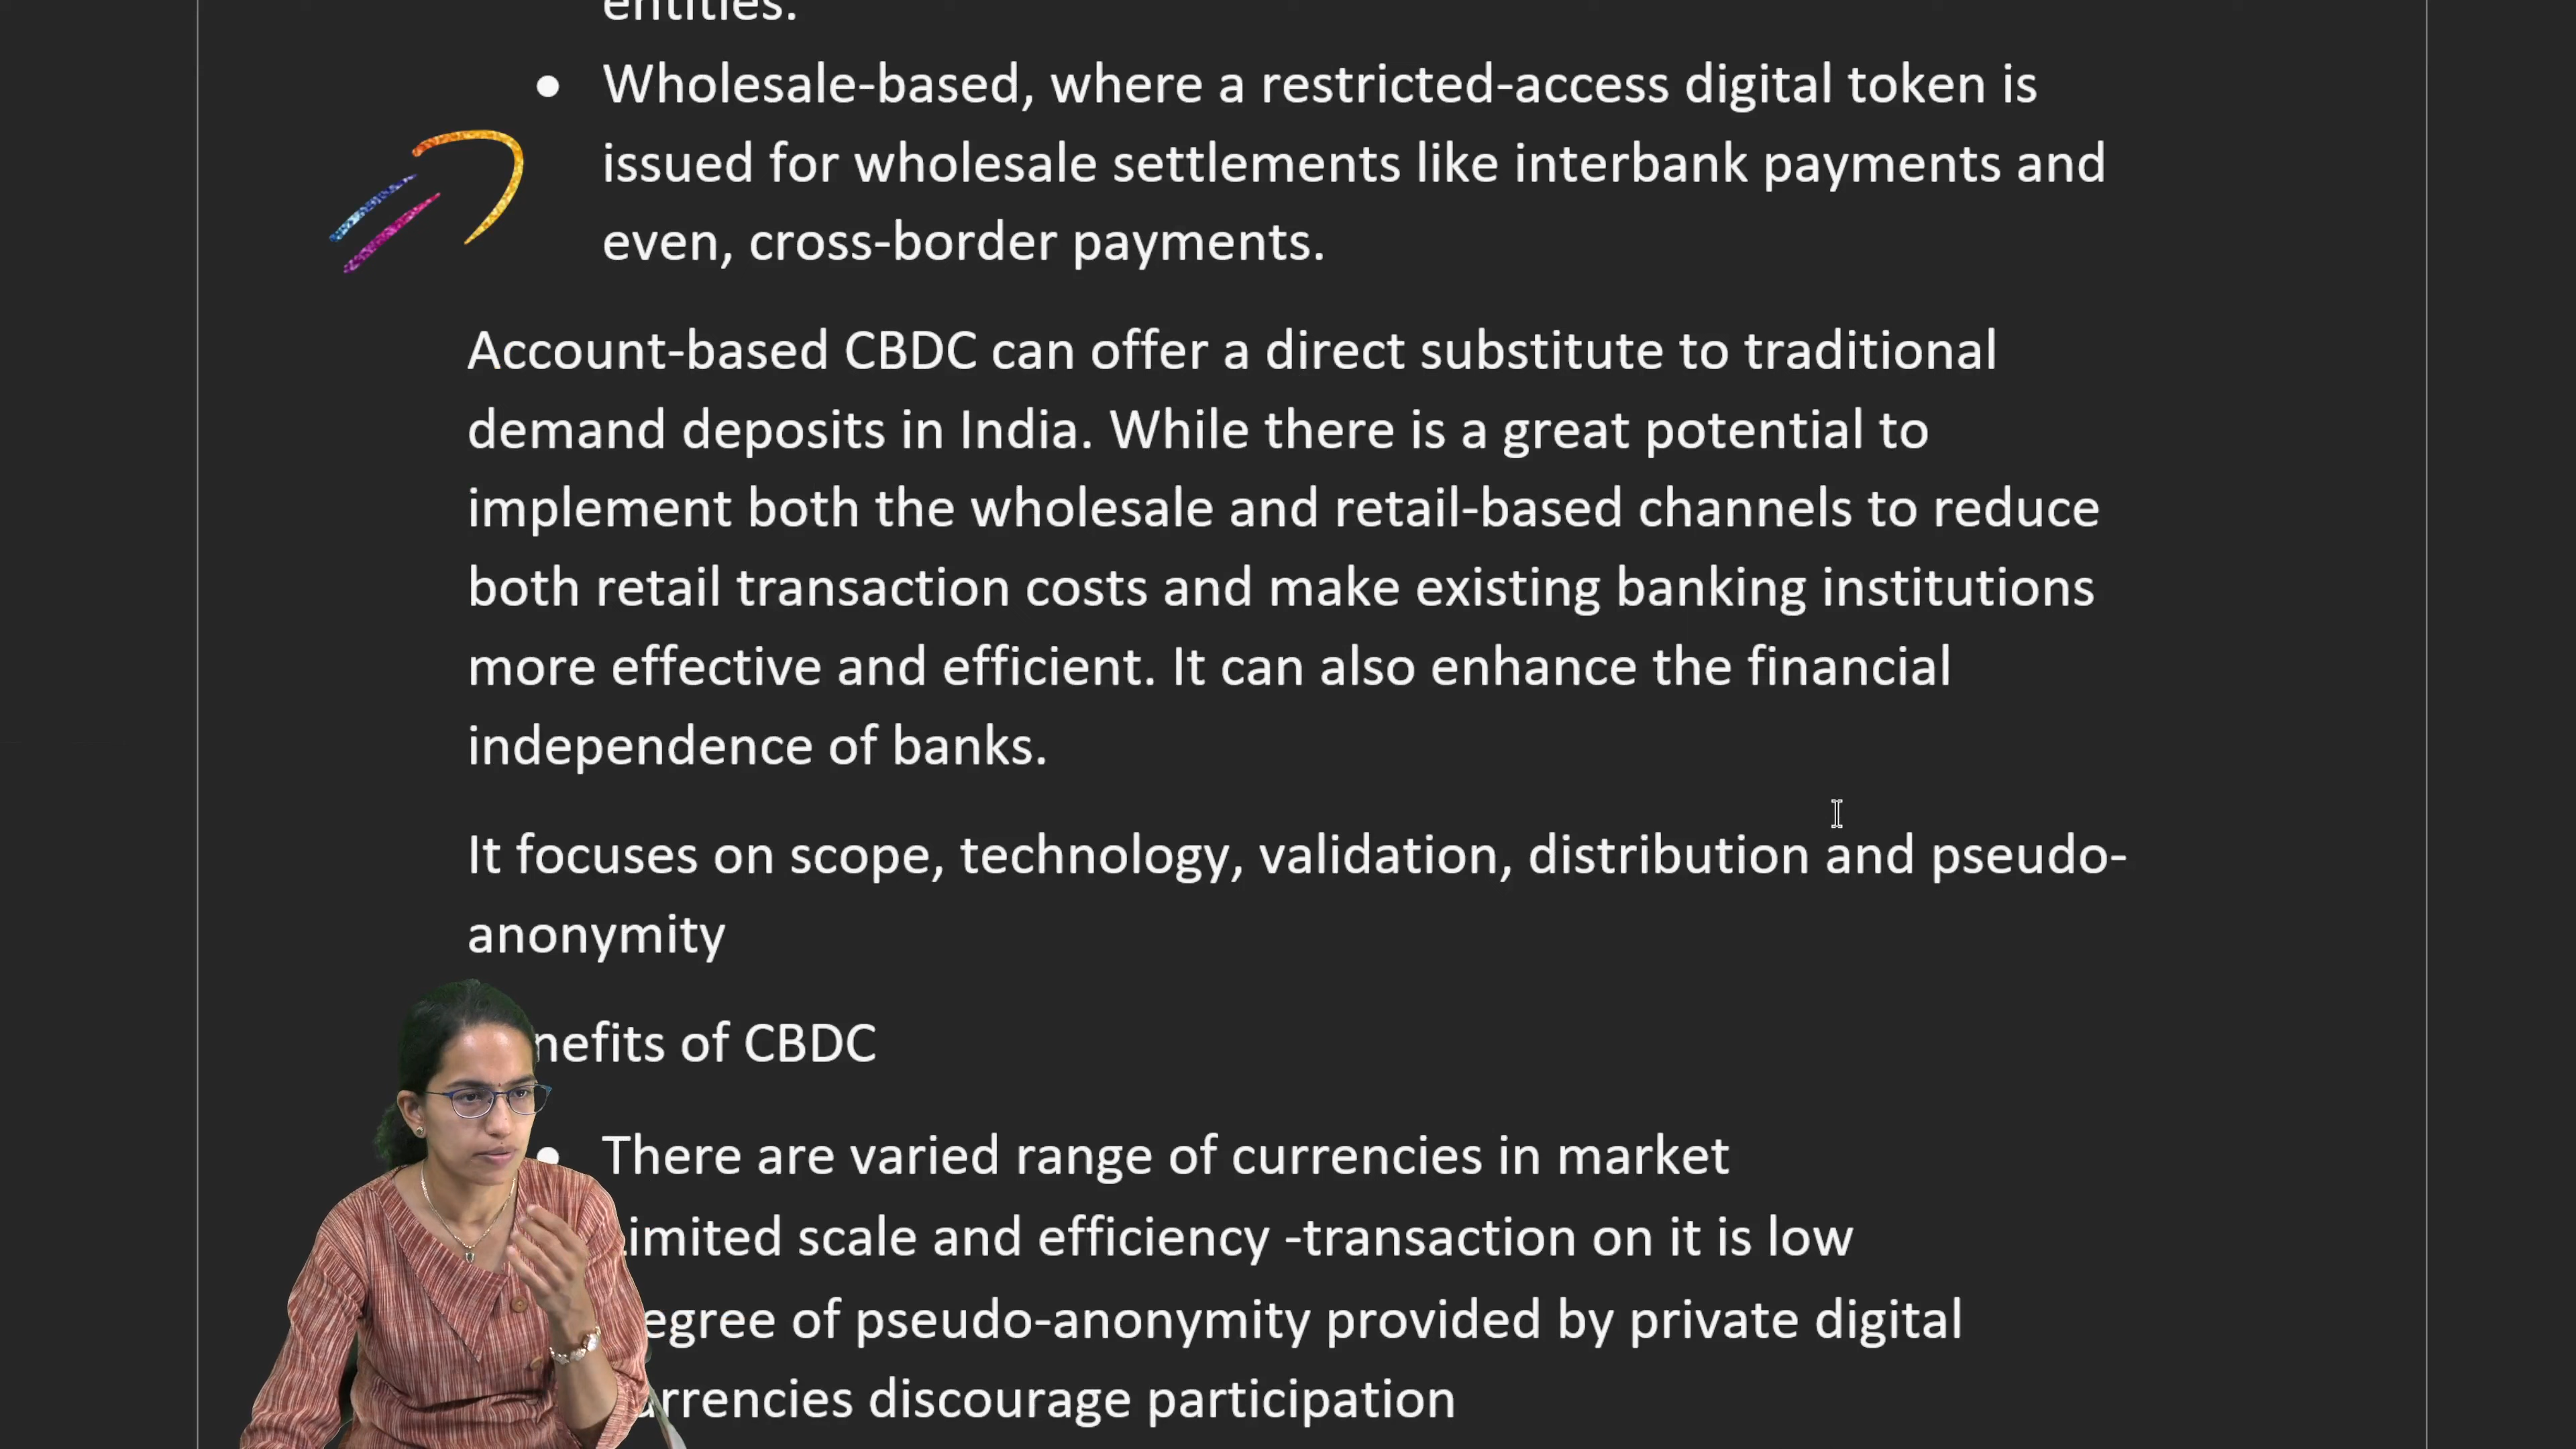 entities.
• Wholesale-based, where a restricted-access digital token is
issued for wholesale settlements like interbank payments and
even, cross-border payments.
Account-based CBDC can offer a direct substitute to traditional
demand deposits in India. While there is a great potential to
implement both the wholesale and retail-based channels to reduce
both retail transaction costs and make existing banking institutions
more effective and efficient. It can also enhance the financial
independence of banks.
It focuses on scope, technology, validation, distribution and pseudo-
anonymity
nefits of CBDC
• There are varied range of currencies in market
imited scale and efficiency -transaction on it is low
egree of pseudo-anonymity provided by private digital
rrencies discourage participation